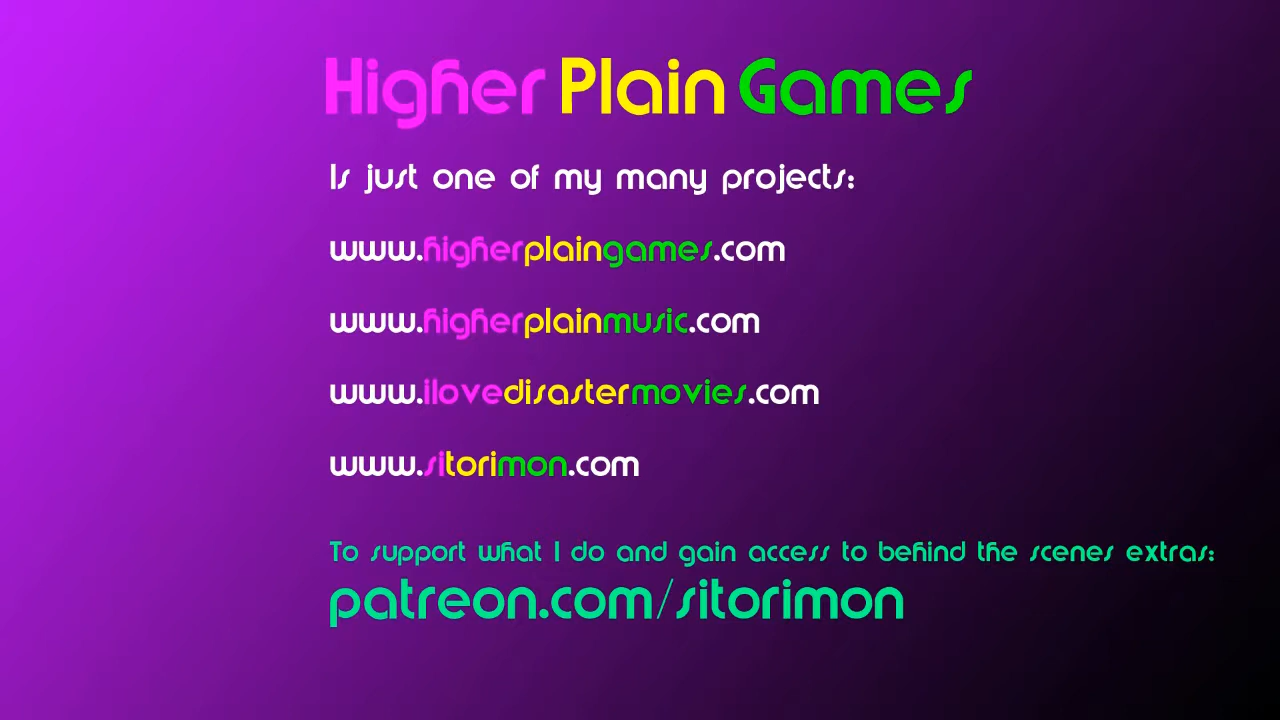 Higher Plain Games
Is just one of my many projects:
www.higherplaingames.com
www.higherplainmusic.com
www.ilovedisastermovies.com
www.sitorimon.com
To support what I do and gain access to behind the scenes extras:
patreon.com/sitorimon